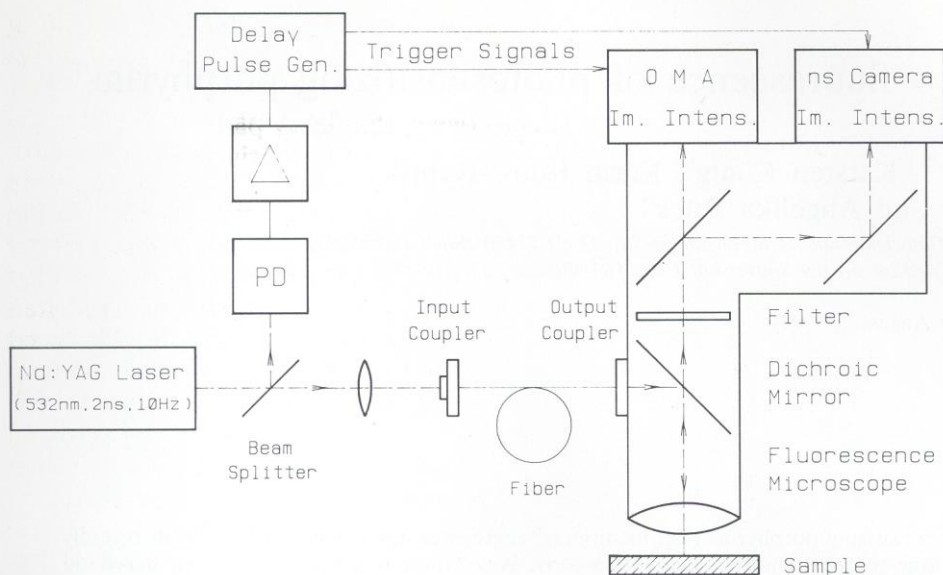 Delay
Pulse Gen.
Trigger Signals
O M A
Im. Intens.
ns Camera
Im. Intens.
PD
Input
Coupler
Output
Coupler
Filter
Nd:YAG Laser
(532nm,2ns,10Hz)
Dichroic
Mirror
Beam
Splitter
Fiber
Fluorescence
Microscope
Sample